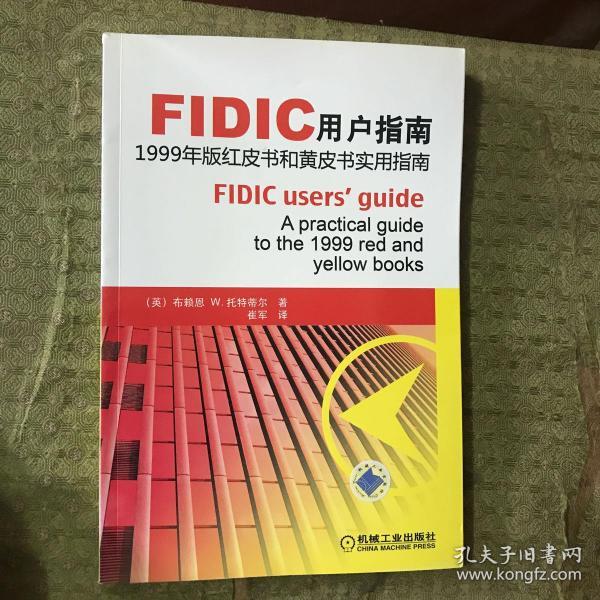 FIDIC用户指南
1999年版红皮书和黄皮书实用指南
FIDIC users' guide
A practical guide
to the 1999 red and
yellow books
(英) 布赖恩 W. 托特蒂尔 著
崔军 译
机械工业出版社
CHINA MACHINE PRESS
孔夫子旧书网
www.kongfz.com